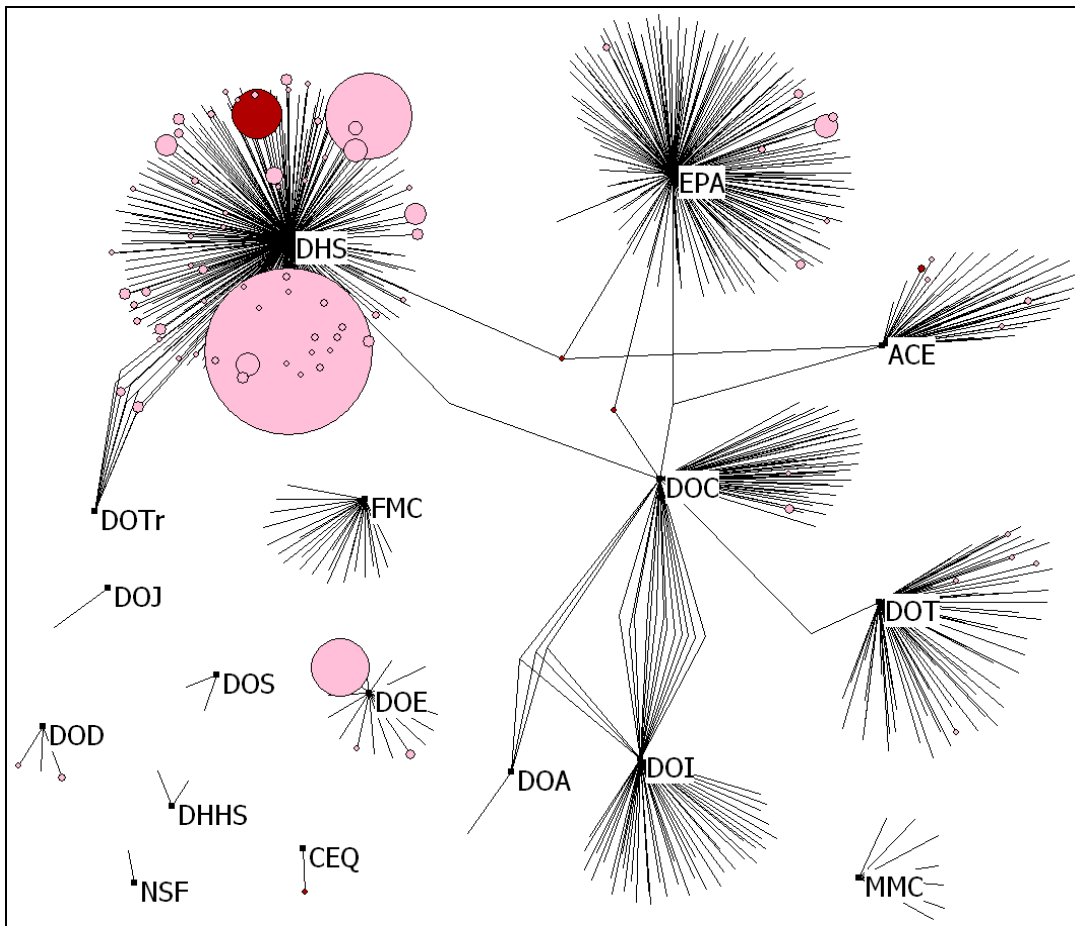 EPA
DHS
ACE
DOC
FMC
DOTr
DOJ
DOT
DOS
DOE
DOD
DOI
DOA
DHHS
CEQ
MMC
NSF